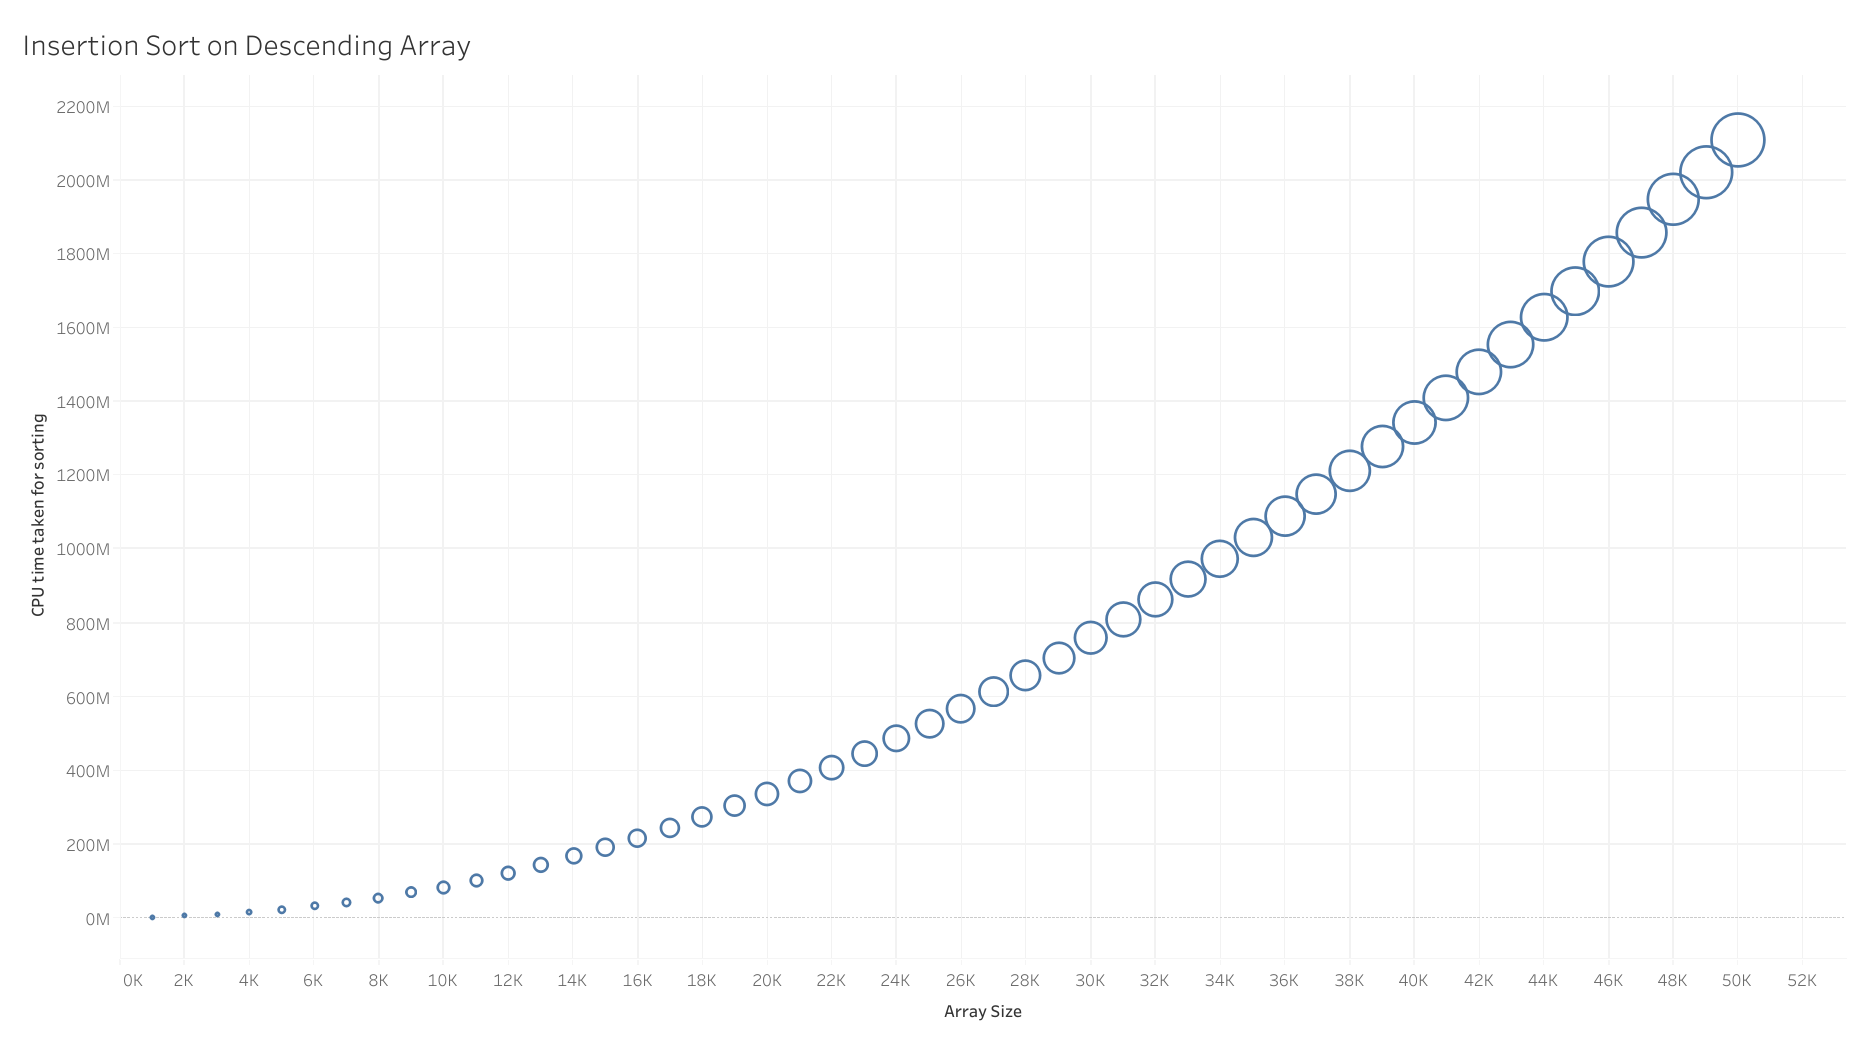 Insertion Sort on Descending Array
2200M
2000M
1800M
1600M
1400M
1200M
1000M
800M
600M
400M
200M
0M
CPU time taken for sorting
0K 2K 4K 6K 8K 10K 12K 14K 16K 18K 20K 22K 24K 26K 28K 30K 32K 34K 36K 38K 40K 42K 44K 46K 48K 50K 52K
Array Size